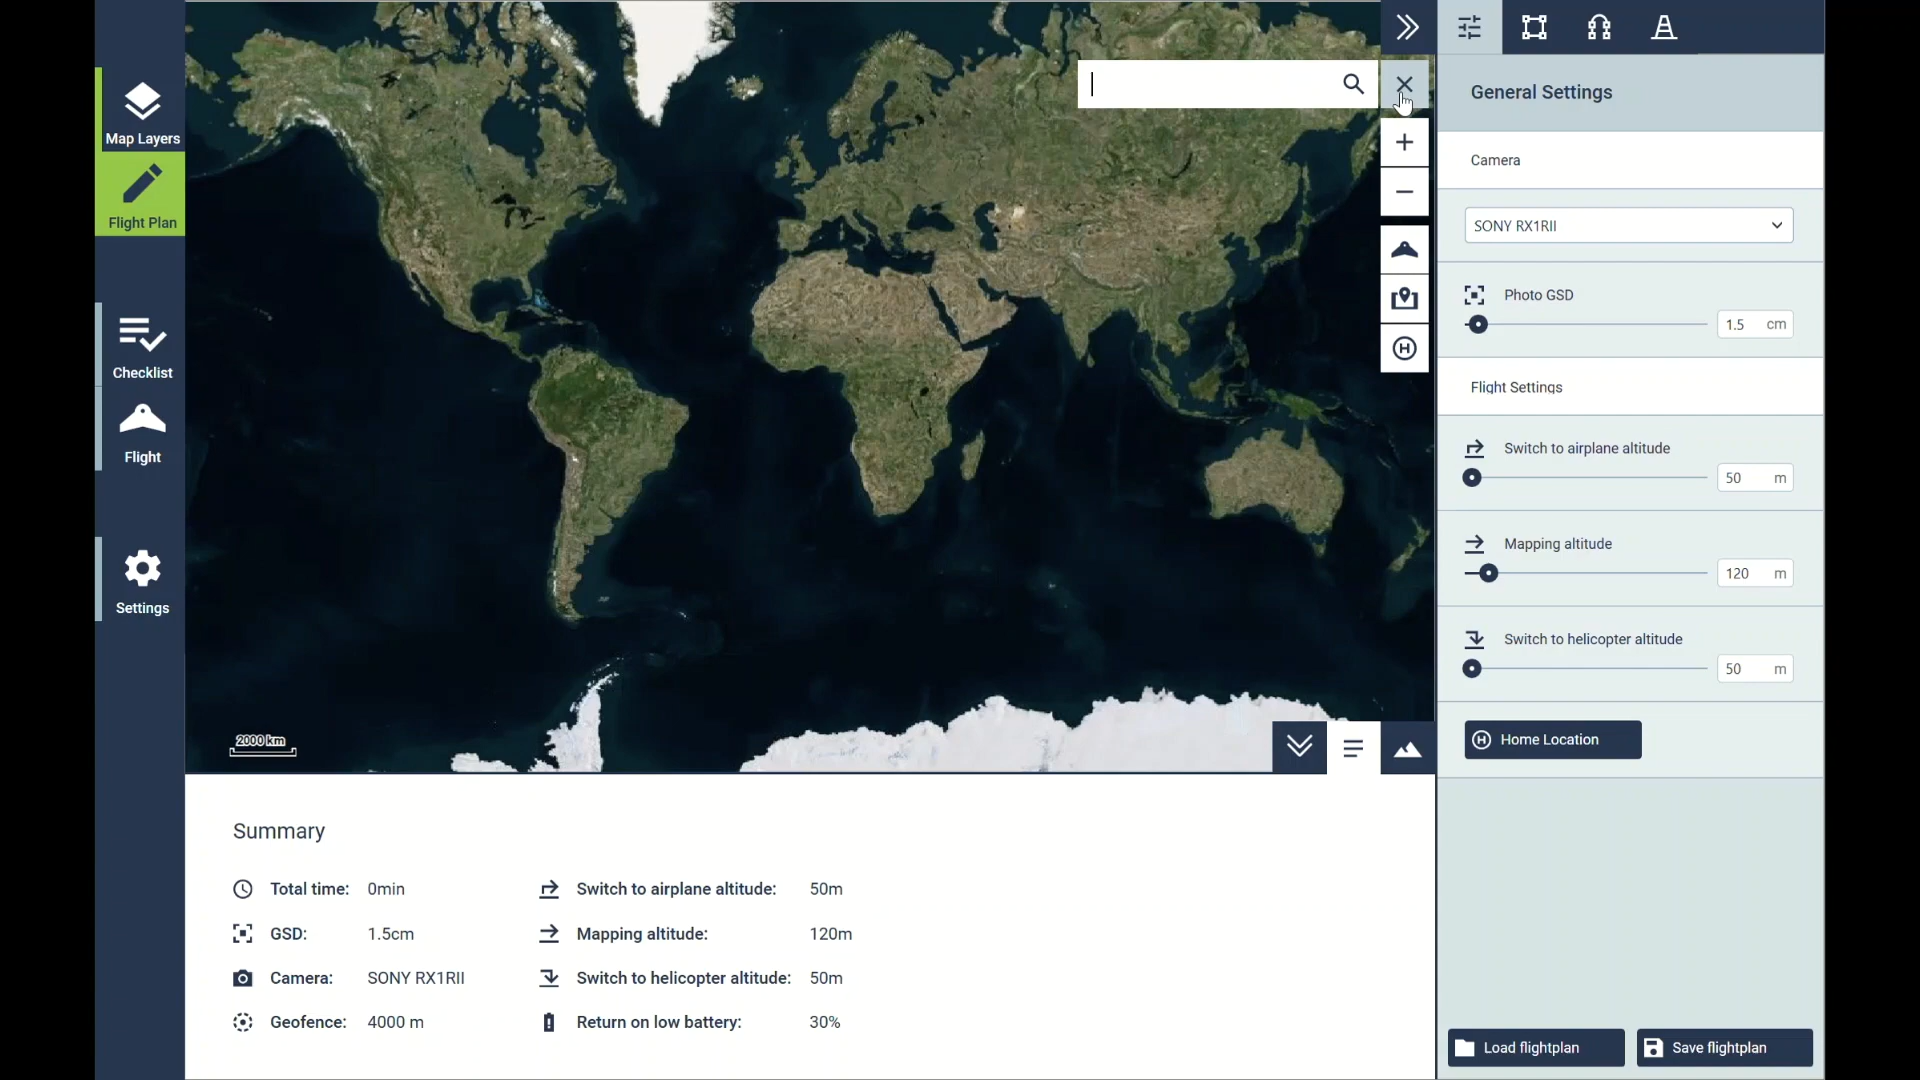 Map Layers
Flight Plan
Checklist
Flight
Settings
2000 km
General Settings
Camera
SONY RX1RII
Photo GSD
1.5 cm
Flight Settings
Switch to airplane altitude
50 m
Mapping altitude
120 m
Switch to helicopter altitude
50 m
H Home Location
H
Summary
Total time: 0min
GSD: 1.5cm
Camera: SONY RX1RII
Geofence: 4000 m
Switch to airplane altitude: 50m
Mapping altitude: 120m
Switch to helicopter altitude: 50m
Return on low battery: 30%
Load flightplan
Save flightplan